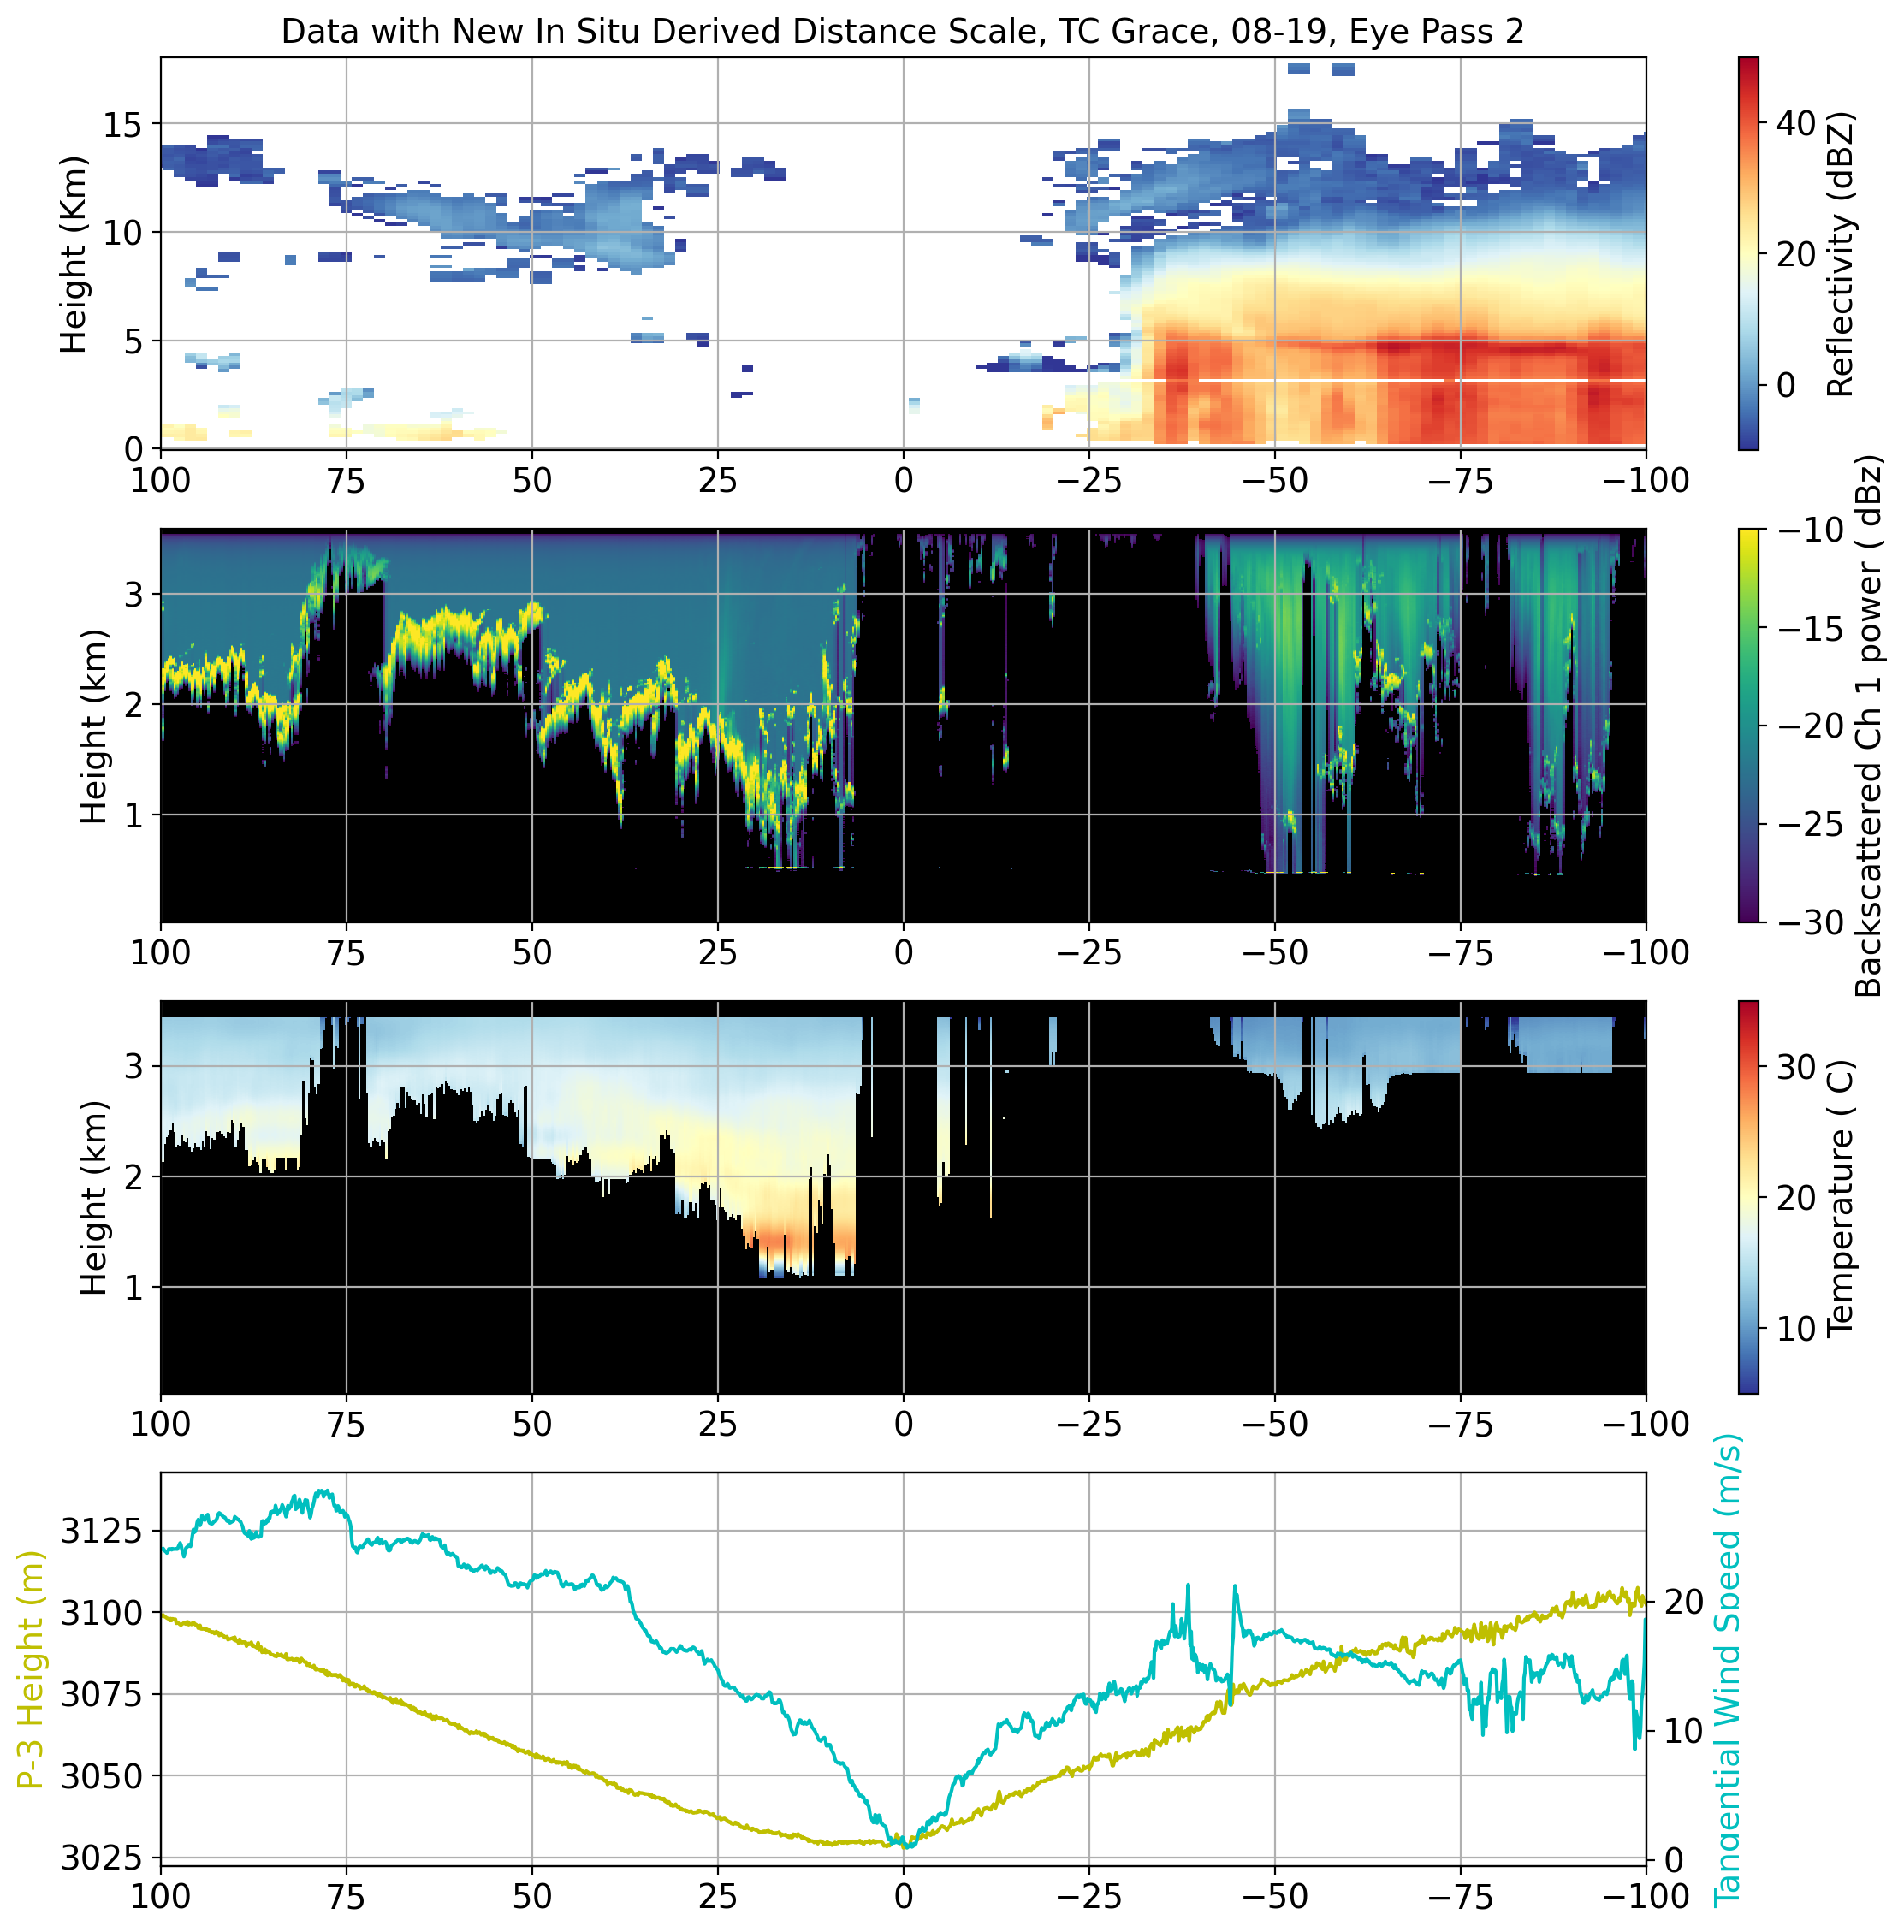 Data with New In Situ Derived Distance Scale, TC Grace, 08-19, Eye Pass 2
Height (Km)
15
10
5
0
100 75 50 25 0 −25 −50 −75 −100
40
20
0
Reflectivity (dBZ)
Height (km)
3
2
1
100 75 50 25 0 −25 −50 −75 −100
−10
−15
−20
−25
−30
Backscattered Ch 1 power ( dBz)
Height (km)
3
2
1
100 75 50 25 0 −25 −50 −75 −100
30
20
10
Temperature ( C)
P-3 Height (m)
3125
3100
3075
3050
3025
100 75 50 25 0 −25 −50 −75 −100
20
10
0
Tangential Wind Speed (m/s)